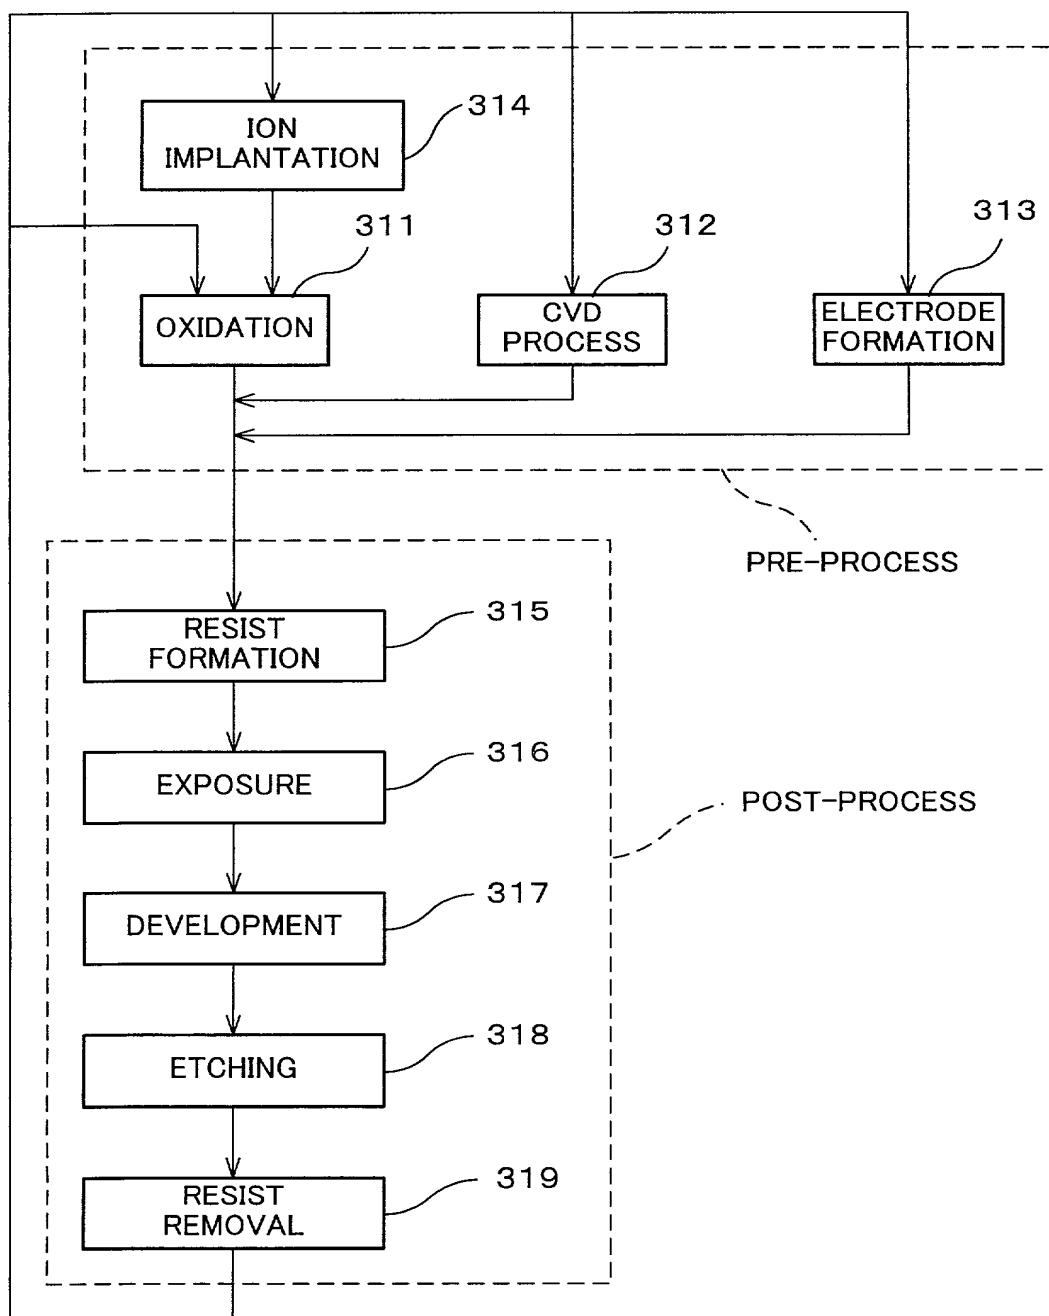 314
ION
IMPLANTATION
311
312
313
OXIDATION
CVD
PROCESS
ELECTRODE
FORMATION
PRE-PROCESS
315
RESIST
FORMATION
316
EXPOSURE
POST-PROCESS
317
DEVELOPMENT
318
ETCHING
319
RESIST
REMOVAL